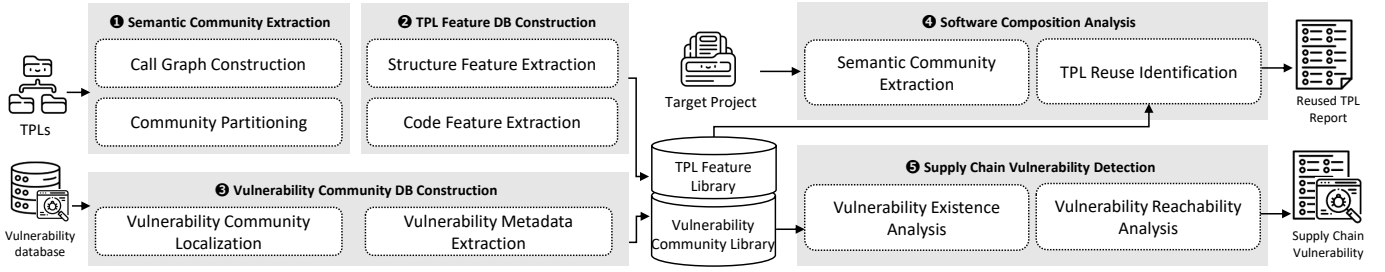 ❶ Semantic Community Extraction
Call Graph Construction
Community Partitioning
TPLs
❷ TPL Feature DB Construction
Structure Feature Extraction
Code Feature Extraction
❸ Vulnerability Community DB Construction
Vulnerability Community
Localization
Vulnerability Metadata
Extraction
Vulnerability
database
Target Project
TPL Feature
Library
Vulnerability
Community Library
❹ Software Composition Analysis
Semantic Community
Extraction
TPL Reuse Identification
Reused TPL
Report
❺ Supply Chain Vulnerability Detection
Vulnerability Existence
Analysis
Vulnerability Reachability
Analysis
Supply Chain
Vulnerability